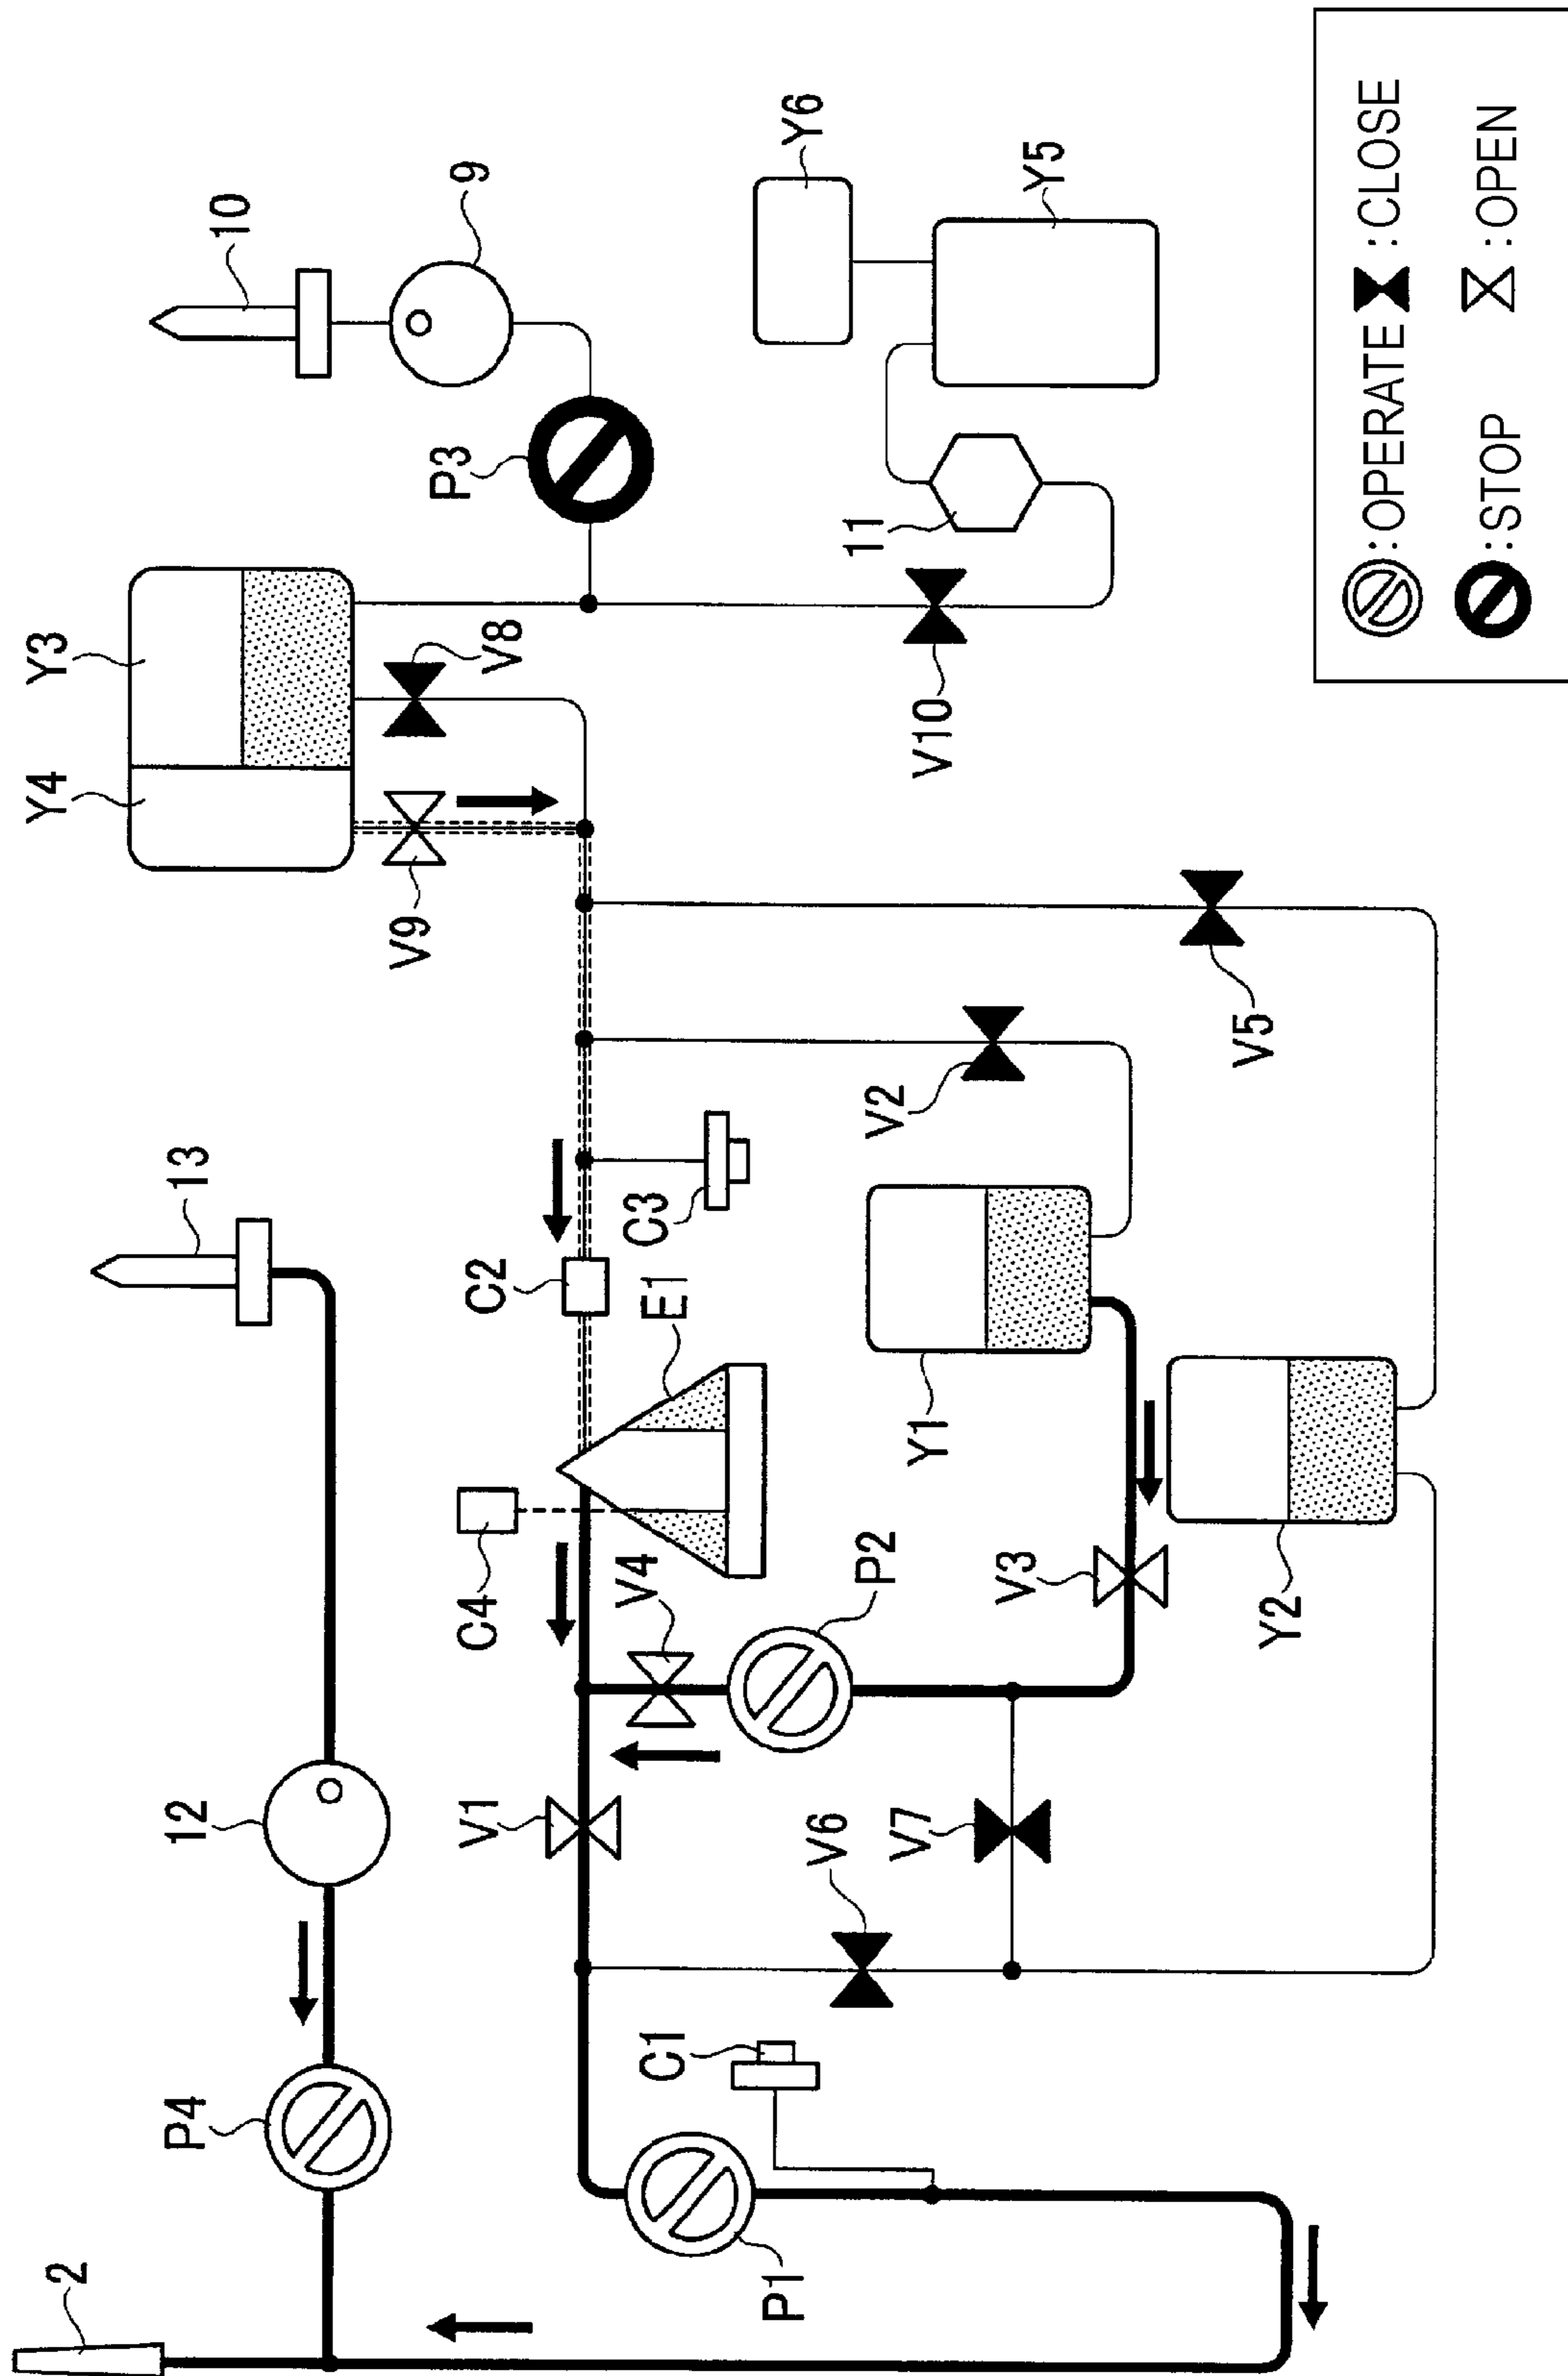 2
Y4
Y3
P4
12
13
10
V9
P3
9
V1
C4
C2
V8
C1
V4
E1
C3
P1
V6
P2
V2
11
Y6
V7
Y1
V10
Y5
V3
V5
Y2
:OPERATE :CLOSE
:STOP :OPEN